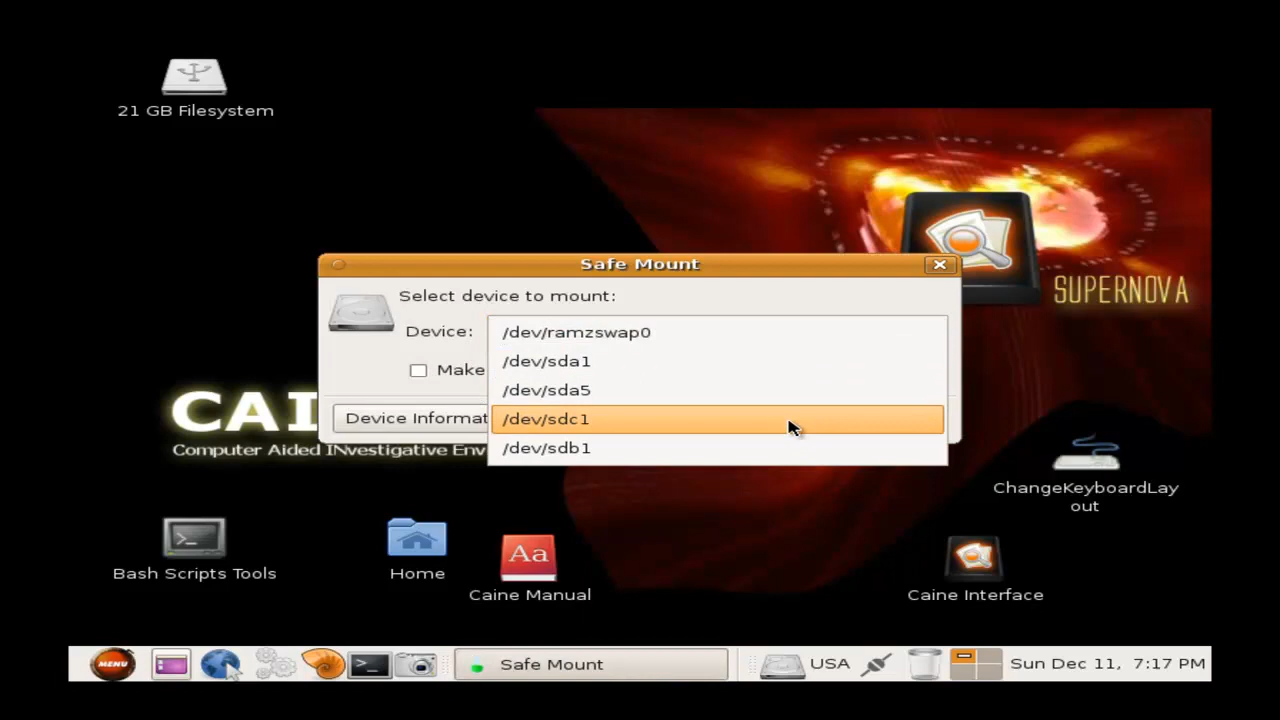 21 GB Filesystem
Safe Mount
Select device to mount:
Device:
/dev/ramzswap0
/dev/sda1
/dev/sda5
Make
/dev/sdc1
Device Informat
/dev/sdb1
SUPERNOVA
CAI
Computer Aided INvestigative Env
ChangeKeyboardLay
out
Bash Scripts Tools
Home
Aa
Caine Manual
Caine Interface
MENU
Safe Mount
USA
Sun Dec 11, 7:17 PM